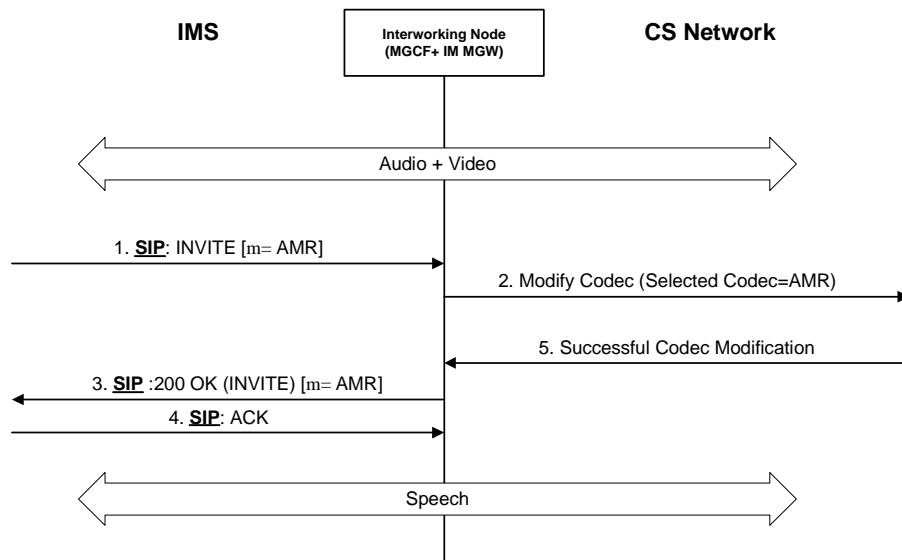 IMS
Interworking Node
(MGCF+ IM MGW)
CS Network
Audio + Video
1. SIP: INVITE [m= AMR]
2. Modify Codec (Selected Codec=AMR)
5. Successful Codec Modification
3. SIP :200 OK (INVITE) [m= AMR]
4. SIP: ACK
Speech